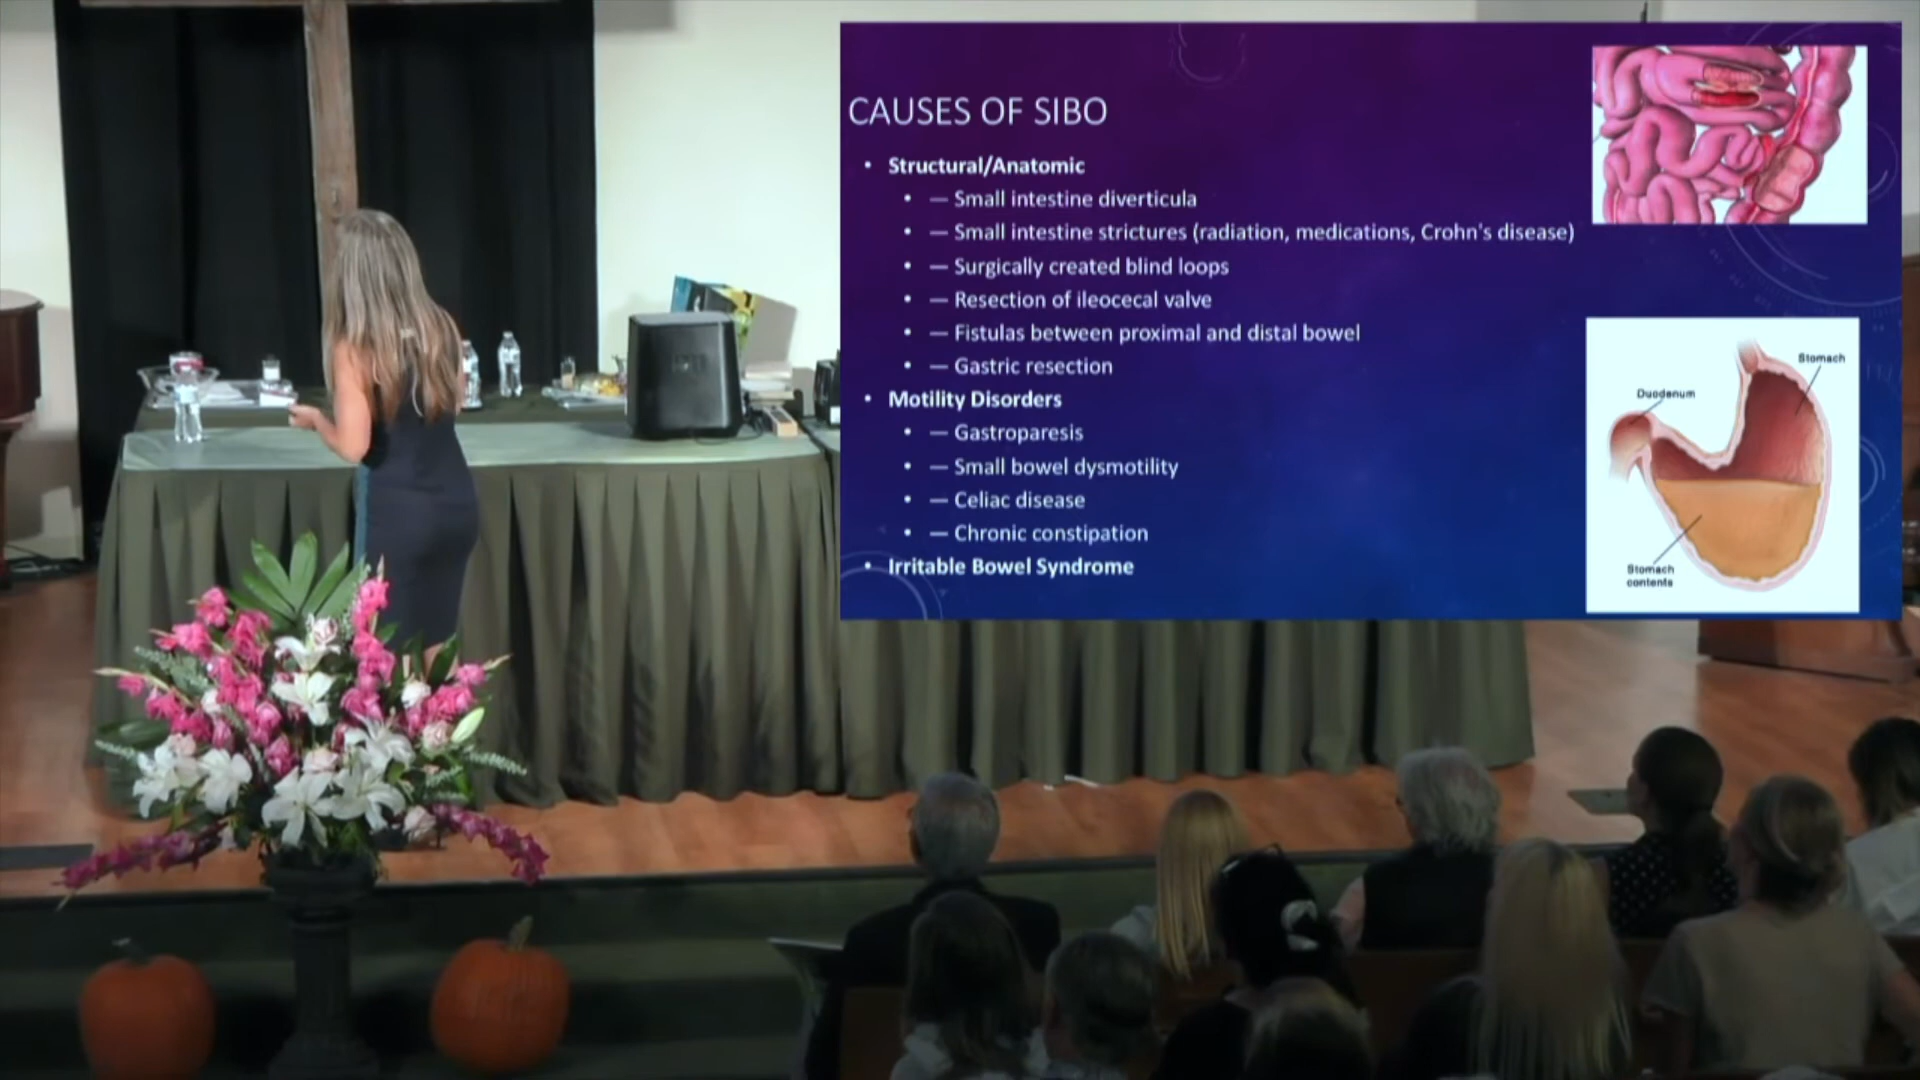 CAUSES OF SIBO
• Structural/Anatomic
• — Small intestine diverticula
• — Small intestine strictures (radiation, medications, Crohn's disease)
• — Surgically created blind loops
• — Resection of ileocecal valve
• — Fistulas between proximal and distal bowel
• — Gastric resection
• Motility Disorders
• — Gastroparesis
• — Small bowel dysmotility
• — Celiac disease
• — Chronic constipation
• Irritable Bowel Syndrome
Stomach
Duodenum
Stomach
contents